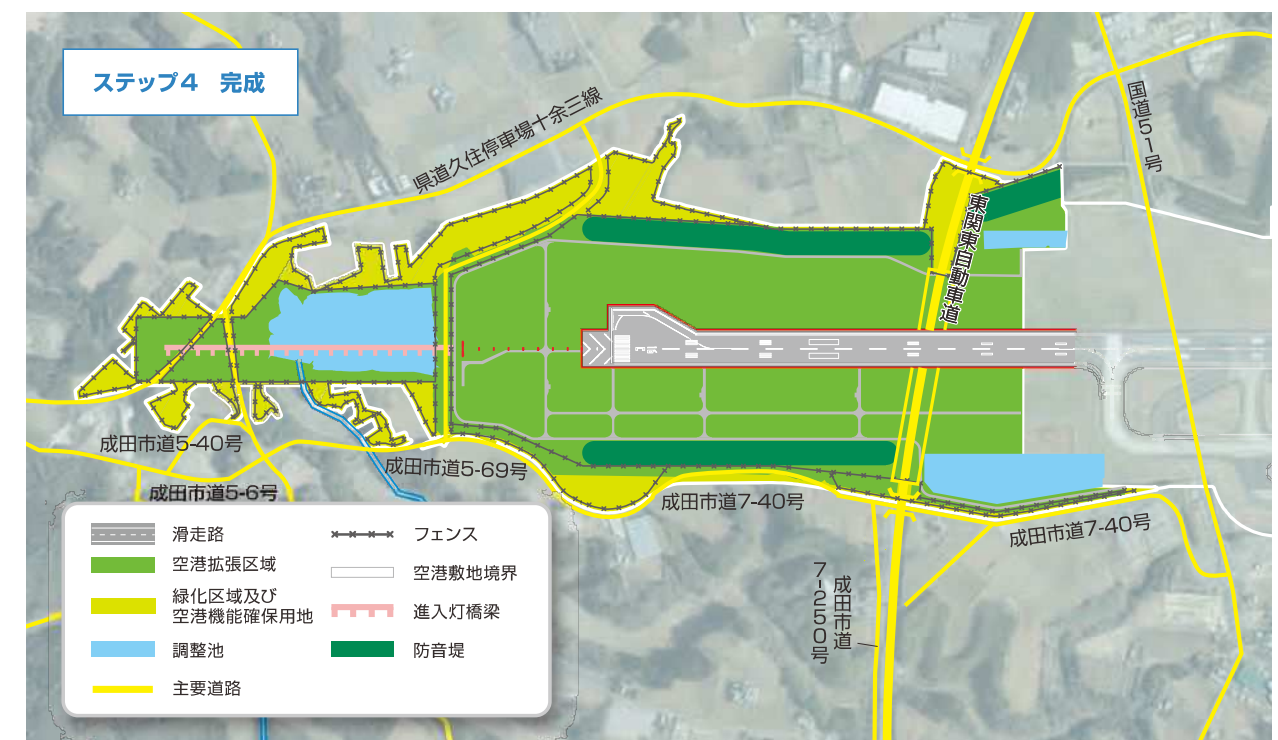 ステップ4 完成
県道久住停車場十余三線
国道51号
東関東自動車道
成田市道5-40号
成田市道5-69号
成田市道5-6号
成田市道7-40号
成田市道7-40号
成田市道
7-250号
滑走路
空港拡張区域
緑化区域及び
空港機能確保用地
調整池
主要道路
フェンス
空港敷地境界
進入灯橋梁
防音堤